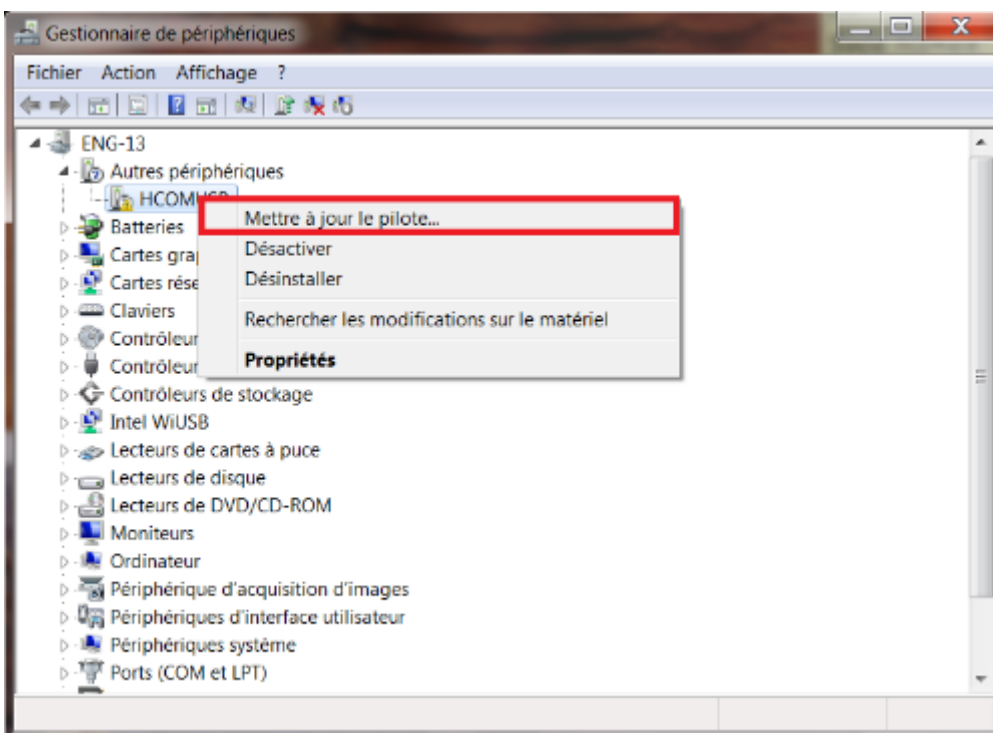 Gestionnaire de périphériques
Fichier Action Affichage ?
ENG-13
Autres périphériques
Mettre à jour le pilote...
Batteries
Désactiver
Cartes
Désinstaller
Cartes
Claviers
Rechercher les modifications sur le matériel
Propriétés
Contrôleurs de stockage
Intel WiUSB
Lecteurs de cartes à puce
Lecteurs de disque
Lecteurs de DVD/CD-ROM
Moniteurs
Ordinateur
Périphérique d'acquisition d'images
Périphériques d'interface utilisateur
Périphériques système
Ports (COM et LPT)